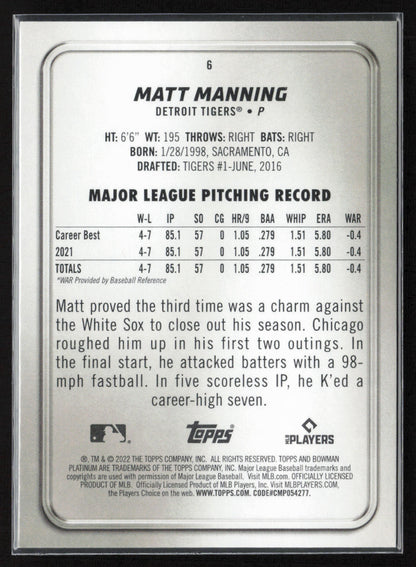 6
MATT MANNING
DETROIT TIGERS® • P
HT: 6'6" WT: 195 THROWS: RIGHT BATS: RIGHT
BORN: 1/28/1998, SACRAMENTO, CA
DRAFTED: TIGERS #1-JUNE, 2016
MAJOR LEAGUE PITCHING RECORD
W-L IP SO CG HR/9 BAA WHIP ERA WAR
Career Best 4-7 85.1 57 0 1.05 .279 1.51 5.80 -0.4
2021 4-7 85.1 57 0 1.05 .279 1.51 5.80 -0.4
TOTALS 4-7 85.1 57 0 1.05 .279 1.51 5.80 -0.4
*WAR Provided by Baseball Reference
Matt proved the third time was a charm against
the White Sox to close out his season. Chicago
roughed him up in his first two outings. In
the final start, he attacked batters with a 98-
mph fastball. In five scoreless IP, he K'ed a
career-high seven.
Topps
MLB PLAYERS
®, TM & © 2022 THE TOPPS COMPANY, INC. ALL RIGHTS RESERVED. TOPPS AND BOWMAN
PLATINUM ARE TRADEMARKS OF THE TOPPS COMPANY, INC. Major League Baseball trademarks and
copyrights are used with permission of Major League Baseball. Visit MLB.com. OFFICIALLY LICENSED
PRODUCT OF MLB. Officially Licensed Product of MLB Players, Inc. Visit MLBPLAYERS.com,
the Players Choice on the web. WWW.TOPPS.COM. CODE#CMP054277.